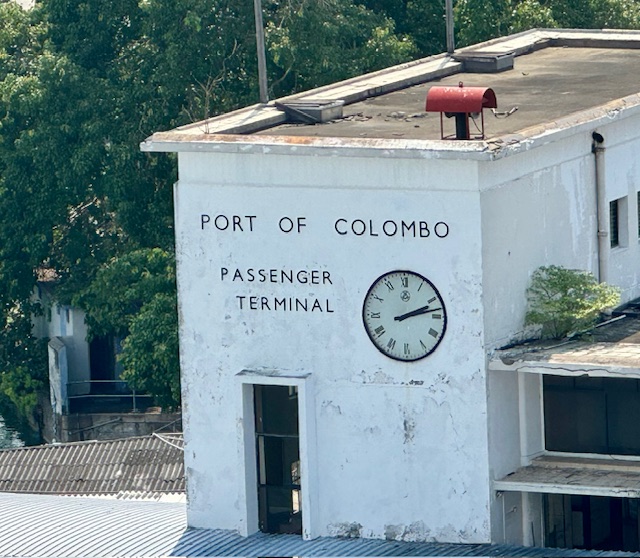 PORT OF COLOMBO
PASSENGER
TERMINAL